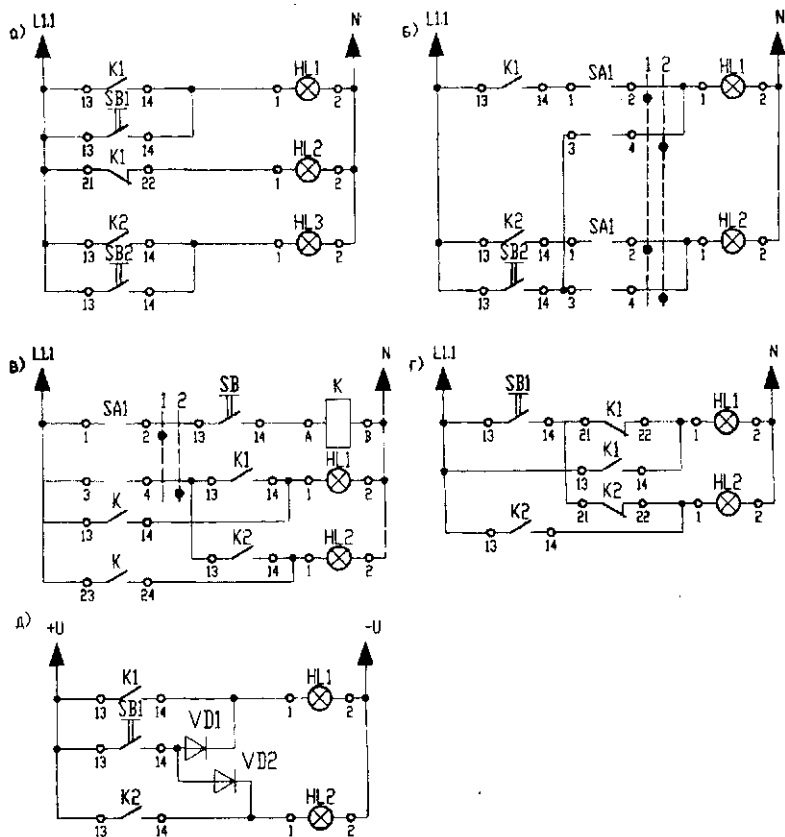 а) L1.1 N
K1 HL1
13 14 1 2
SB1
13 14
K1 HL2
21 22 1 2
K2 HL3
13 14 1 2
SB2
13 14
Б) L1.1 N
K1 SA1 1 2 HL1
13 14 1 2 1 2
3 4
K2 SA1 HL2
13 14 1 2 1 2
SB2
13 14 3 4
В) L1.1 N
SA1 1 2 SB K
1 2 13 14 A B
K1 HL1
3 4 13 14 1 2
K
13 14
K2 HL2
13 14 1 2
K
23 24
Г) L1.1 N
SB1 K1 HL1
13 14 21 22 1 2
K1
13 14
K2 HL2
21 22 1 2
K2
13 14
Д) +U -U
K1 HL1
13 14 1 2
SB1 VD1
13 14
VD2
K2 HL2
13 14 1 2